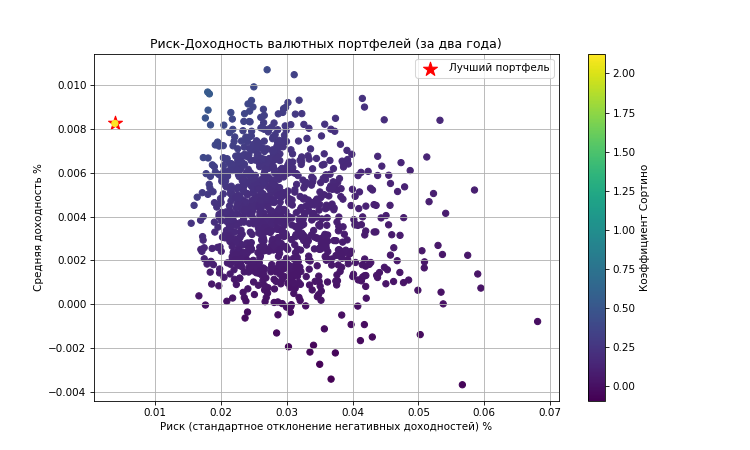 Риск-Доходность валютных портфелей (за два года)
Лучший портфель
0.010
0.008
0.006
0.004
0.002
0.000
−0.002
−0.004
Средняя доходность %
0.01 0.02 0.03 0.04 0.05 0.06 0.07
Риск (стандартное отклонение негативных доходностей) %
2.00
1.75
1.50
1.25
1.00
0.75
0.50
0.25
0.00
Коэффициент Сортино